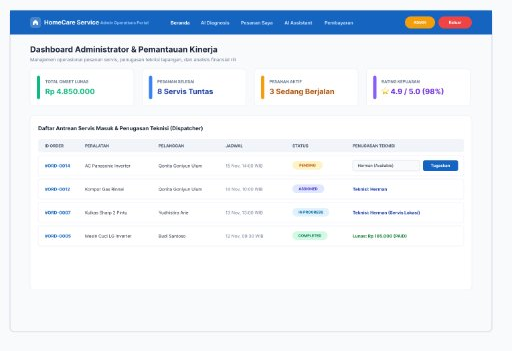 HomeCare Service Admin Operations Portal
Beranda AI Diagnosis Pesanan Saya AI Assistant Pembayaran
Admin Keluar
Dashboard Administrator & Pemantauan Kinerja
Manajemen operasional pesanan servis, penugasan teknisi lapangan, dan analisis finansial
TOTAL OMSET LUNAS
Rp 4.850.000
PESANAN SELESAI
8 Servis Tuntas
PESANAN AKTIF
3 Sedang Berjalan
RATING KEPUASAN
⭐ 4.9 / 5.0 (98%)
Daftar Antrean Servis Masuk & Penugasan Teknisi (Dispatcher)
ID ORDER PERALATAN PELANGGAN JADWAL STATUS PENUGASAN TEKNISI
#ORD-0014 AC Panasonic Inverter Qonita Qonijun Ulum 15 Nov, 14:00 WIB PENDING Herman (Available) Tugaskan
#ORD-0012 Kompor Gas Rinnai Qonita Qonijun Ulum 14 Nov, 10:00 WIB ASSIGNED Teknisi: Herman
#ORD-0007 Kulkas Sharp 2 Pintu Yudhistira Arie 13 Nov, 13:00 WIB IN PROGRESS Teknisi: Herman (Servis Lokasi)
Mesin Cuci LG Inverter Budi Santoso 12 Nov, 09:00 WIB COMPLETED Lunas: Rp 185.000 (PAID)